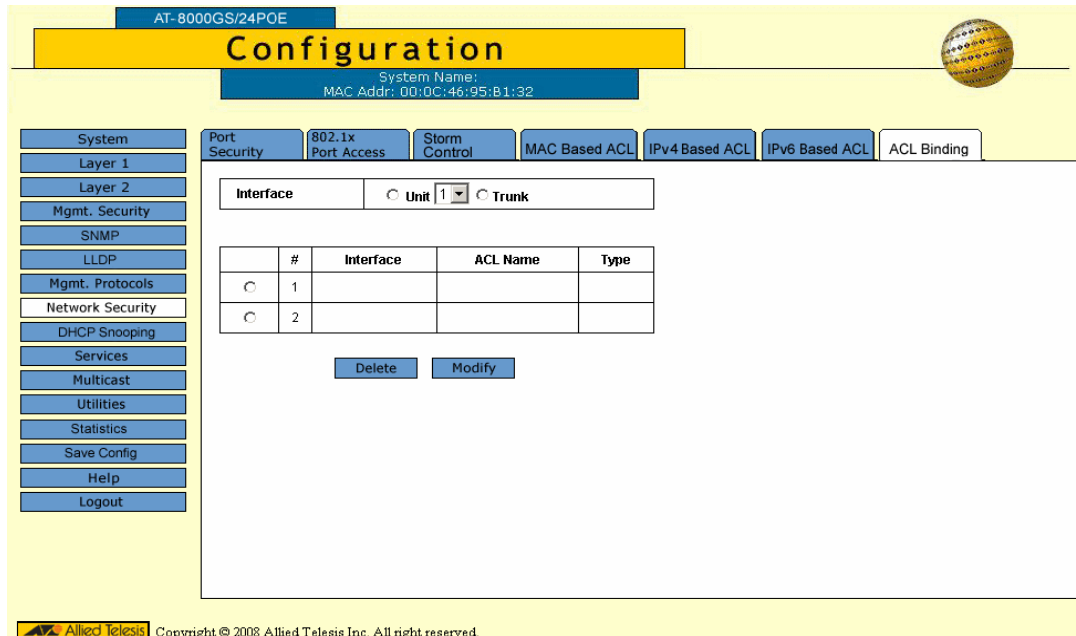 AT-8000GS/24POE
Configuration
System Name:
MAC Addr: 00:0C:46:95:B1:32
System
Layer 1
Layer 2
Mgmt. Security
SNMP
LLDP
Mgmt. Protocols
Network Security
DHCP Snooping
Services
Multicast
Utilities
Statistics
Save Config
Help
Logout
Port Security
802.1x Port Access
Storm Control
MAC Based ACL
IPv4 Based ACL
IPv6 Based ACL
ACL Binding
Interface Unit 1 Trunk
# Interface ACL Name Type
1
2
Delete Modify
Allied Telesis Copyright © 2008 Allied Telesis Inc. All right reserved.